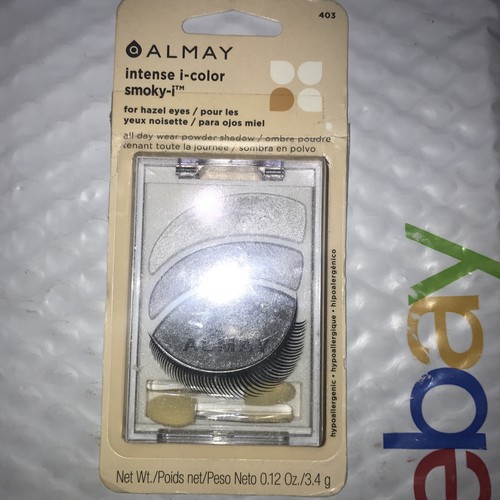 403
ALMAY
intense i-color
smoky-i™
for hazel eyes / pour les
yeux noisette / para ojos miel
all day wear powder shadow / ombre poudre
tenant toute la journée / sombra en polvo
ALMAY
hypoallergenic • hypoallergénique • hipoalergénico
Net Wt./Poids net/Peso Neto 0.12 Oz./3.4 g
ebay